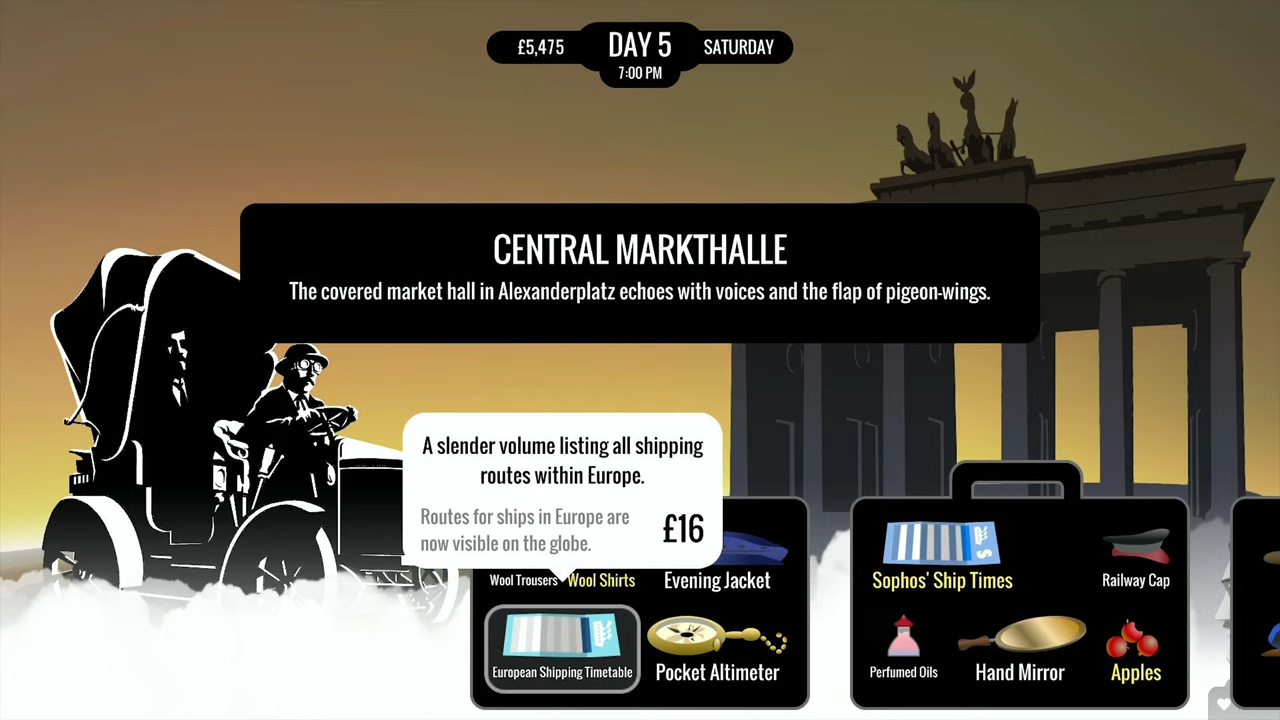 £5,475
DAY 5
SATURDAY
7:00 PM
CENTRAL MARKTHALLE
The covered market hall in Alexanderplatz echoes with voices and the flap of pigeon-wings.
A slender volume listing all shipping
routes within Europe.
Routes for ships in Europe are
now visible on the globe.
£16
Wool Trousers
Wool Shirts
Evening Jacket
European Shipping Timetable
Pocket Altimeter
Sophos' Ship Times
Railway Cap
Perfumed Oils
Hand Mirror
Apples